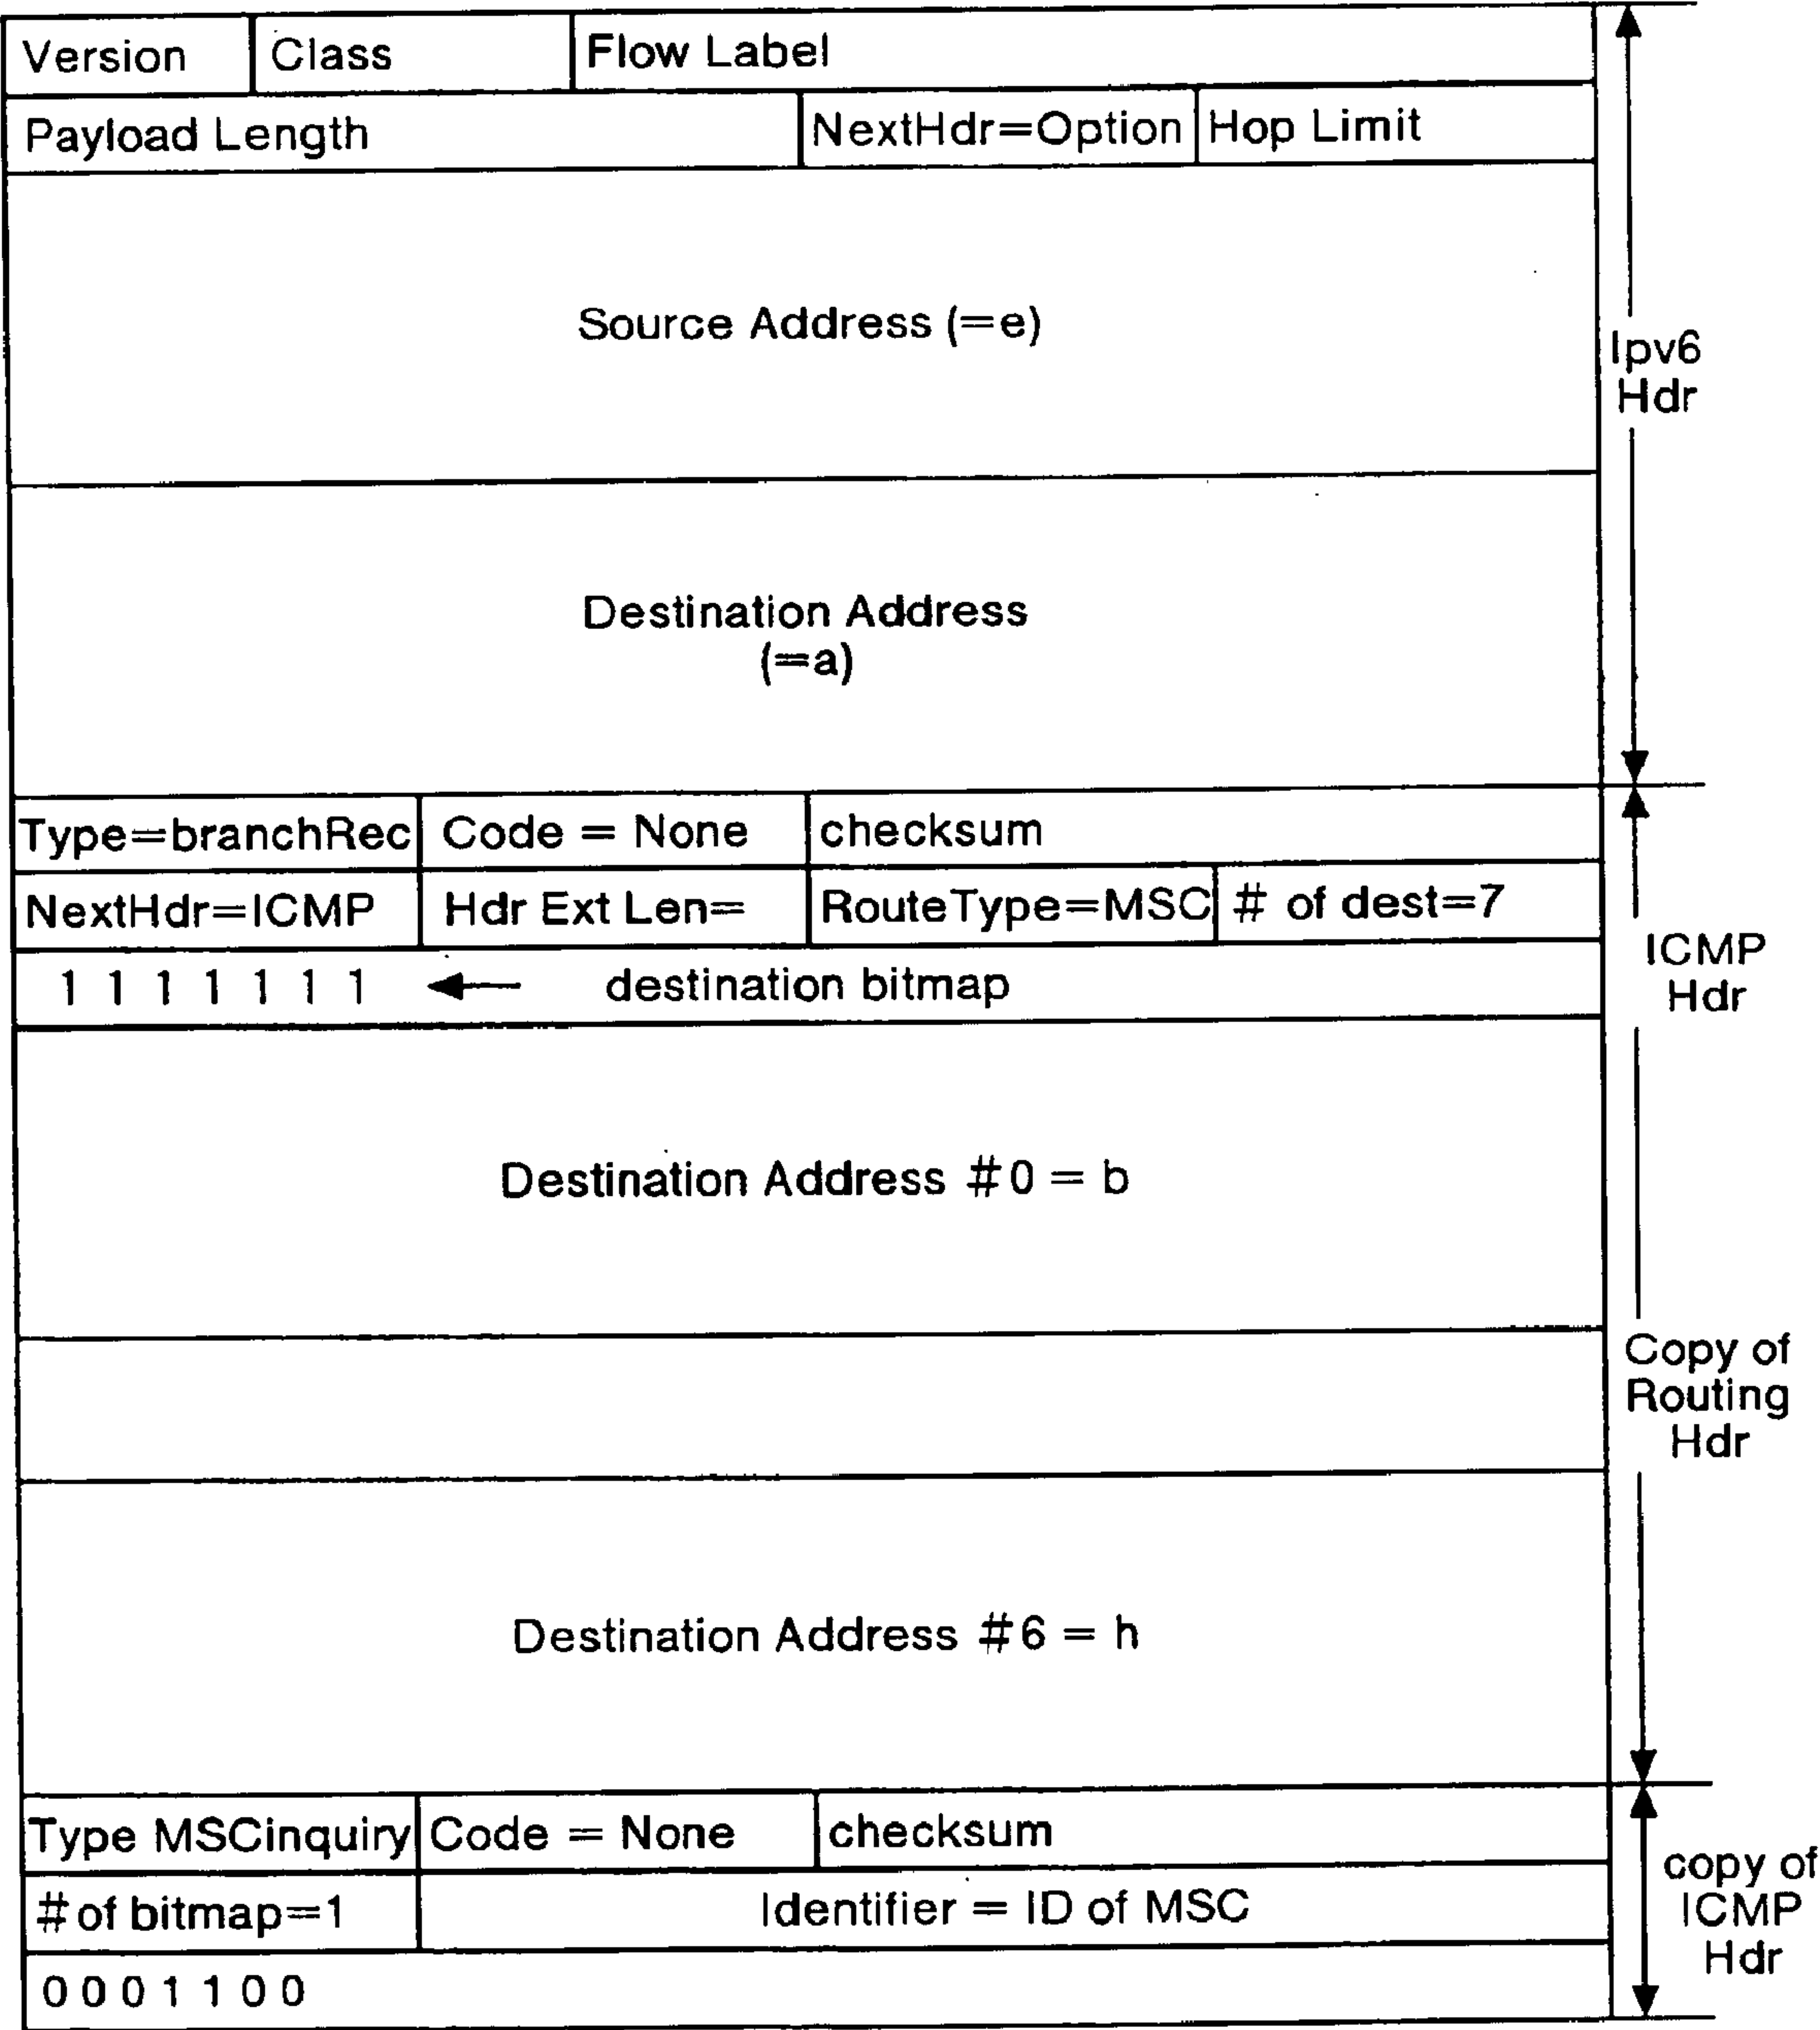 Version Class Flow Label
Payload Length NextHdr=Option Hop Limit
Source Address (=e)
Ipv6
Hdr
Destination Address
(=a)
Type=branchRec Code = None checksum
NextHdr=ICMP Hdr Ext Len= RouteType=MSC # of dest=7
ICMP
Hdr
1 1 1 1 1 1 1 ← destination bitmap
Destination Address #0 = b
Copy of
Routing
Hdr
Destination Address #6 = h
Type MSCinquiry Code = None checksum
# of bitmap=1 Identifier = ID of MSC
copy of
ICMP
Hdr
0 0 0 1 1 0 0